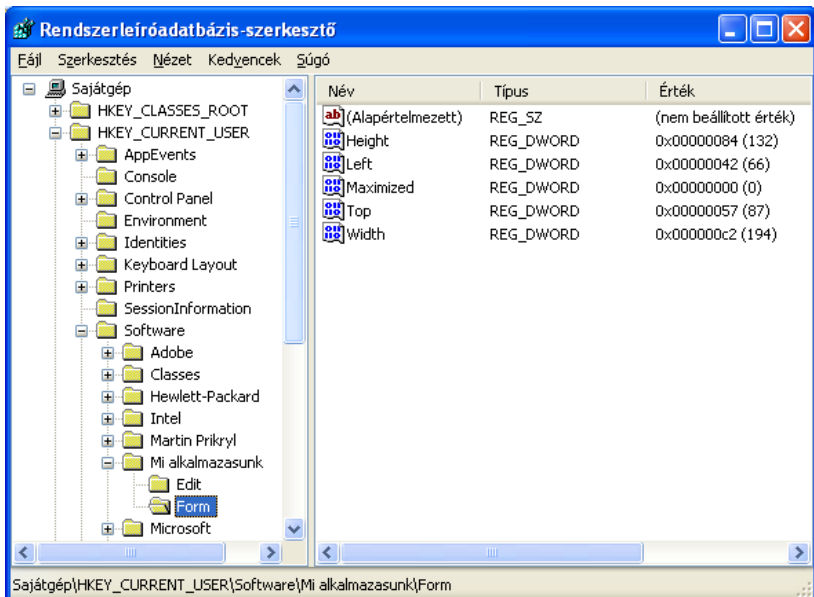 Rendszerleíróadatbázis-szerkesztő
Fájl Szerkesztés Nézet Kedvencek Súgó
Sajátgép
HKEY_CLASSES_ROOT
HKEY_CURRENT_USER
AppEvents
Console
Control Panel
Environment
Identities
Keyboard Layout
Printers
SessionInformation
Software
Adobe
Classes
Hewlett-Packard
Intel
Martin Prikryl
Mi alkalmazasunk
Edit
Form
Microsoft
Név Típus Érték
(Alapértelmezett) REG_SZ (nem beállított érték)
Height REG_DWORD 0x00000084 (132)
Left REG_DWORD 0x00000042 (66)
Maximized REG_DWORD 0x00000000 (0)
Top REG_DWORD 0x00000057 (87)
Width REG_DWORD 0x000000c2 (194)
Sajátgép\HKEY_CURRENT_USER\Software\Mi alkalmazasunk\Form